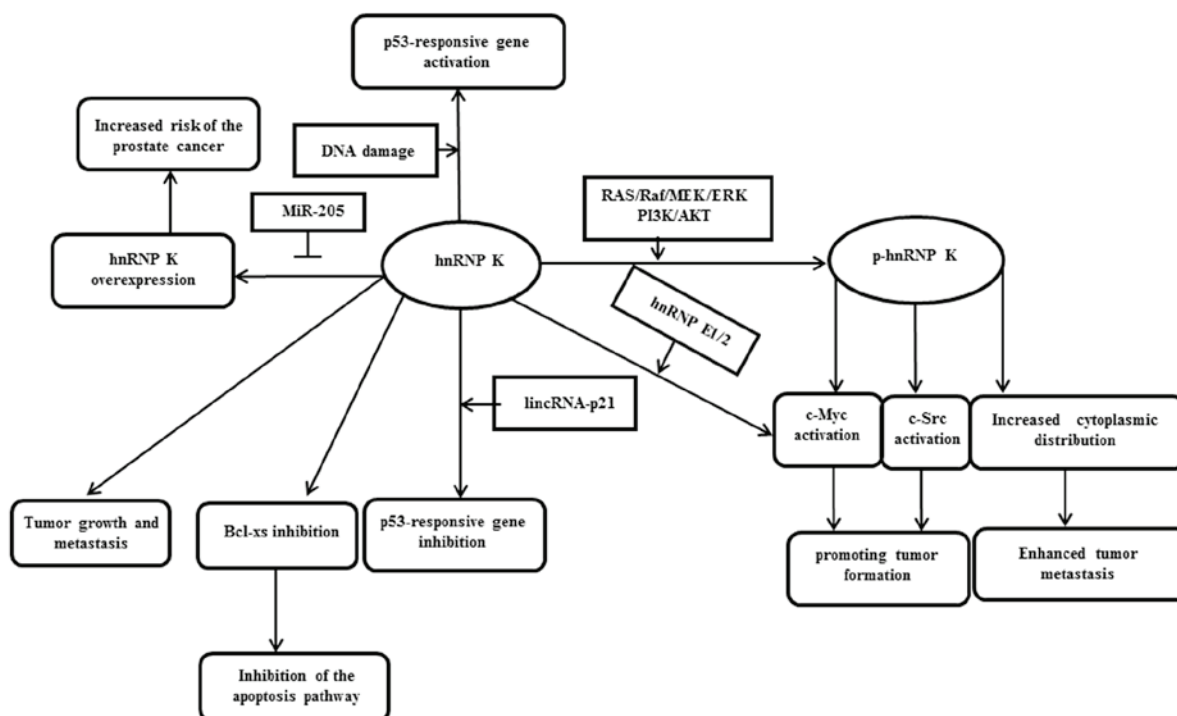 p53-responsive gene
activation
Increased risk of the
prostate cancer
DNA damage
MiR-205
RAS/Raf/MEK/ERK
PI3K/AKT
hnRNP K
overexpression
hnRNP K
p-hnRNP K
hnRNP E1/2
lincRNA-p21
c-Myc
activation
c-Src
activation
Increased cytoplasmic
distribution
Tumor growth and
metastasis
Bcl-xs inhibition
p53-responsive gene
inhibition
promoting tumor
formation
Enhanced tumor
metastasis
Inhibition of the
apoptosis pathway